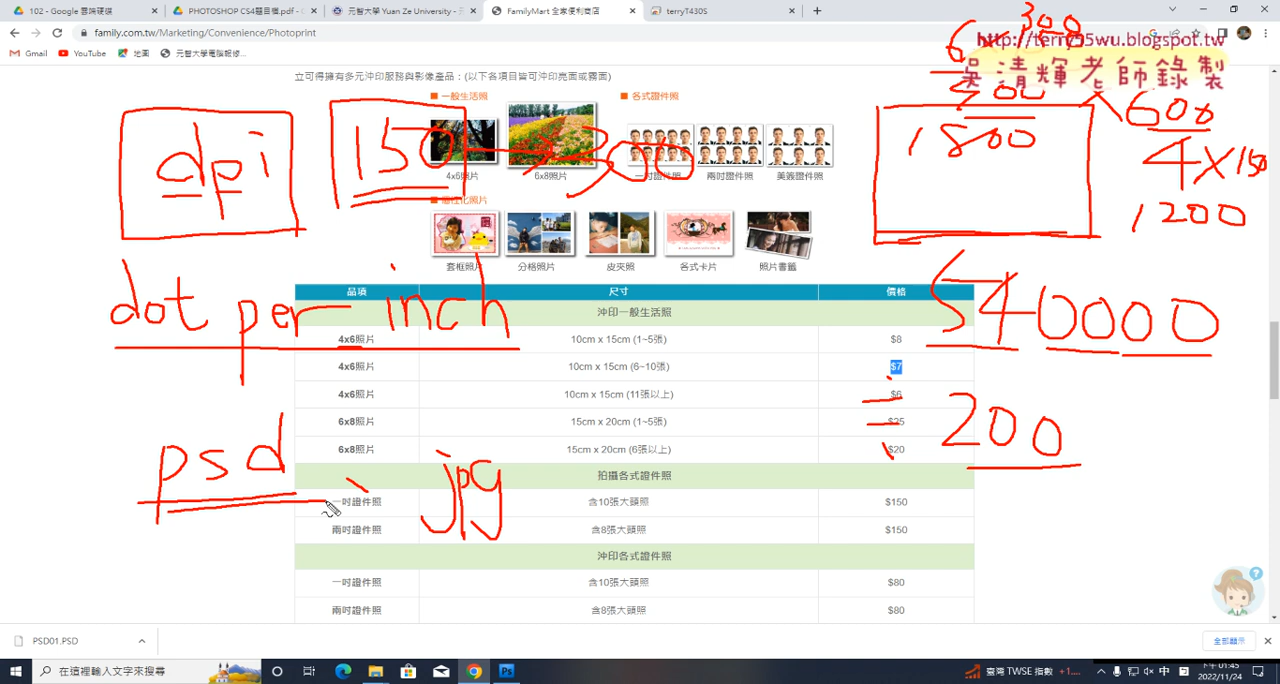 102 - Google 雲端硬碟
PHOTOSHOP CS4題目檔.pdf - G
元智大學 Yuan Ze University - 元
FamilyMart 全家便利商店
terryT430S
family.com.tw/Marketing/Convenience/Photoprint
Gmail
YouTube
地圖
元智大學電腦報修...
http://terry55wu.blogspot.tw
吳清輝老師錄製
立可得擁有多元沖印服務與影像產品：(以下各項目皆可沖印亮面或霧面)
一般生活照
各式證件照
4x6照片
6x8照片
一吋證件照
兩吋證件照
美簽證件照
套框照片
分格照片
皮夾照
各式卡片
照片書籤
dpi
150
300
1800
600
4×150
1200
dot per inch
540000
÷ 200
psd、jpg
品項 尺寸 價格
沖印一般生活照
4x6照片 10cm x 15cm (1~5張) $8
4x6照片 10cm x 15cm (6~10張) $7
4x6照片 10cm x 15cm (11張以上) $6
6x8照片 15cm x 20cm (1~5張) $25
6x8照片 15cm x 20cm (6張以上) $20
拍攝各式證件照
一吋證件照 含10張大頭照 $150
兩吋證件照 含8張大頭照 $150
沖印各式證件照
一吋證件照 含10張大頭照 $80
兩吋證件照 含8張大頭照 $80
PSD01.PSD
全部顯示
在這裡輸入文字來搜尋
臺灣 TWSE 指數 +1....
中
下午 01:45
2022/11/24